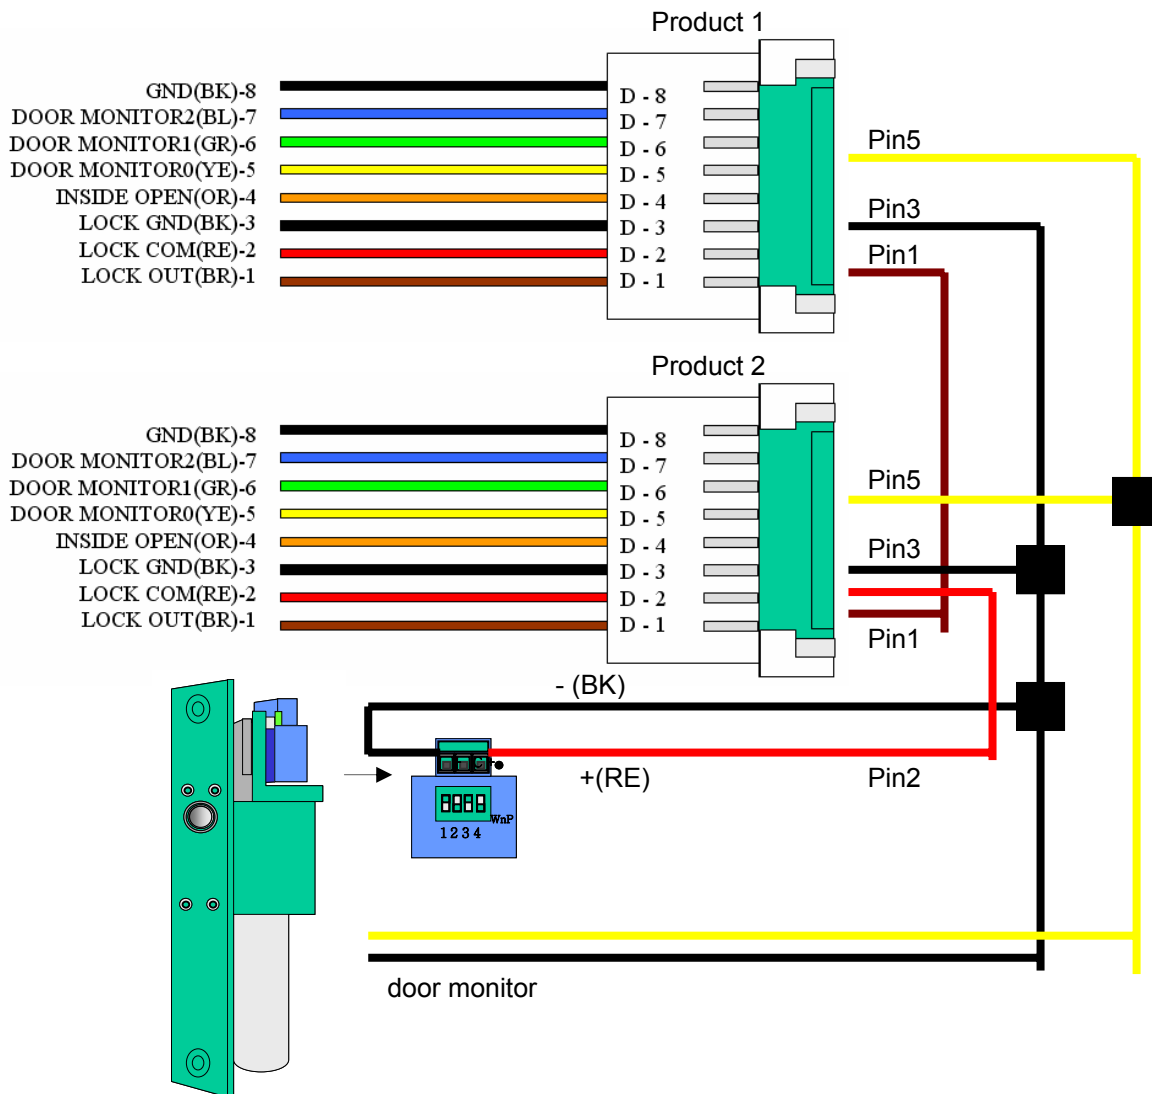 Product 1
GND(BK)-8
DOOR MONITOR2(BL)-7
DOOR MONITOR1(GR)-6
DOOR MONITOR0(YE)-5
INSIDE OPEN(OR)-4
LOCK GND(BK)-3
LOCK COM(RE)-2
LOCK OUT(BR)-1
D - 8
D - 7
D - 6
D - 5
D - 4
D - 3
D - 2
D - 1
Pin5
Pin3
Pin1
Product 2
GND(BK)-8
DOOR MONITOR2(BL)-7
DOOR MONITOR1(GR)-6
DOOR MONITOR0(YE)-5
INSIDE OPEN(OR)-4
LOCK GND(BK)-3
LOCK COM(RE)-2
LOCK OUT(BR)-1
D - 8
D - 7
D - 6
D - 5
D - 4
D - 3
D - 2
D - 1
Pin5
Pin3
Pin1
- (BK)
+(RE)
Pin2
WnP
1 2 3 4
door monitor